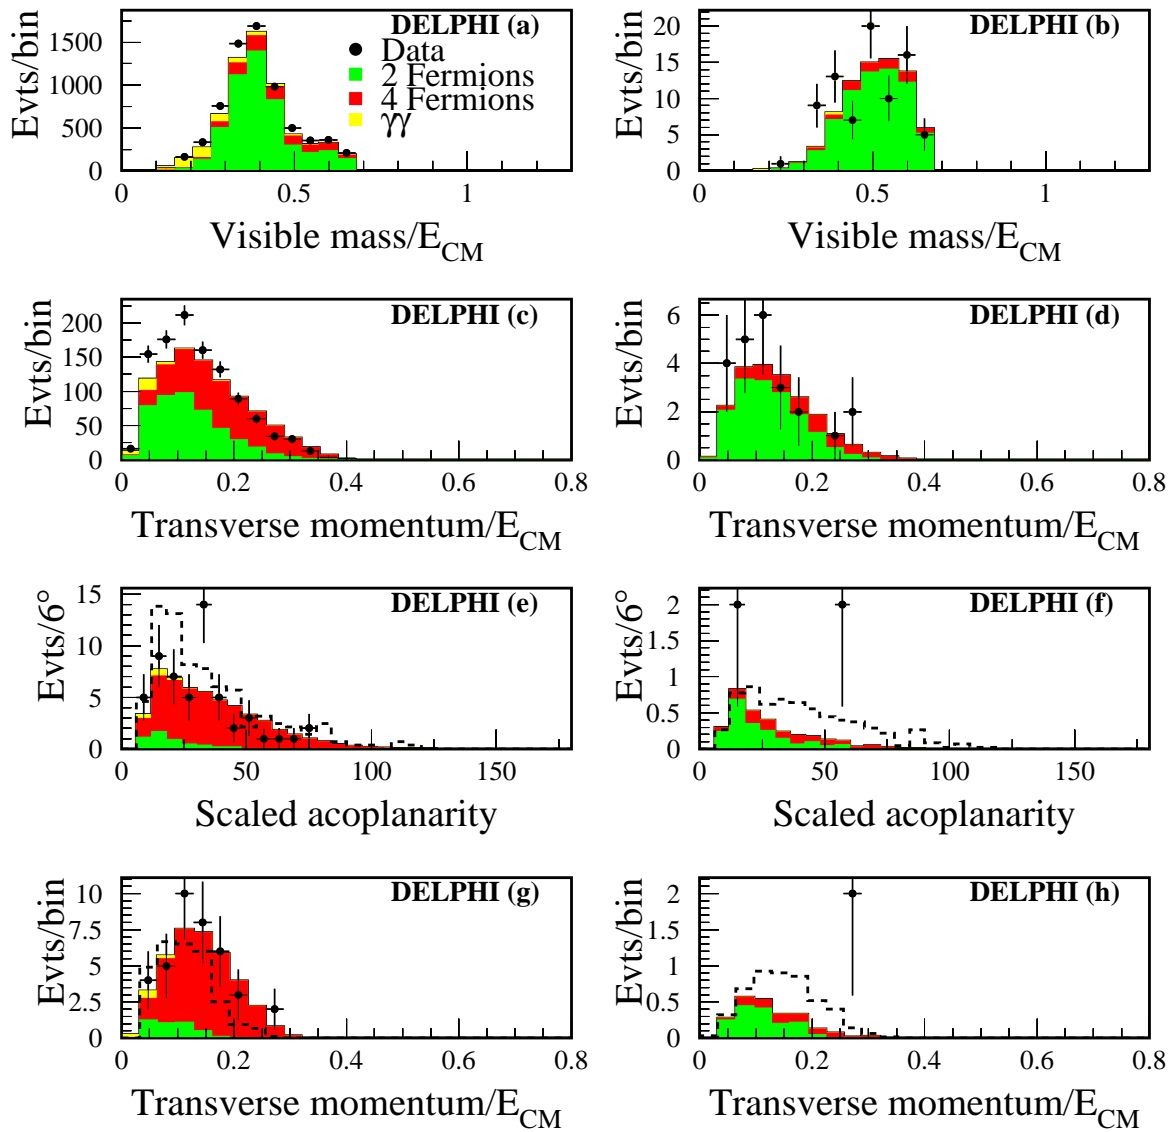 DELPHI (a)
Evts/bin
1500
1000
500
0
Data
2 Fermions
4 Fermions
γγ
0 0.5 1
Visible mass/E_CM
DELPHI (b)
Evts/bin
20
15
10
5
0
0 0.5 1
Visible mass/E_CM
DELPHI (c)
Evts/bin
200
150
100
50
0
0 0.2 0.4 0.6 0.8
Transverse momentum/E_CM
DELPHI (d)
Evts/bin
6
4
2
0
0 0.2 0.4 0.6 0.8
Transverse momentum/E_CM
DELPHI (e)
Evts/6°
15
10
5
0
0 50 100 150
Scaled acoplanarity
DELPHI (f)
Evts/6°
2
1.5
1
0.5
0
0 50 100 150
Scaled acoplanarity
DELPHI (g)
Evts/bin
10
7.5
5
2.5
0
0 0.2 0.4 0.6 0.8
Transverse momentum/E_CM
DELPHI (h)
Evts/bin
2
1.5
1
0.5
0
0 0.2 0.4 0.6 0.8
Transverse momentum/E_CM